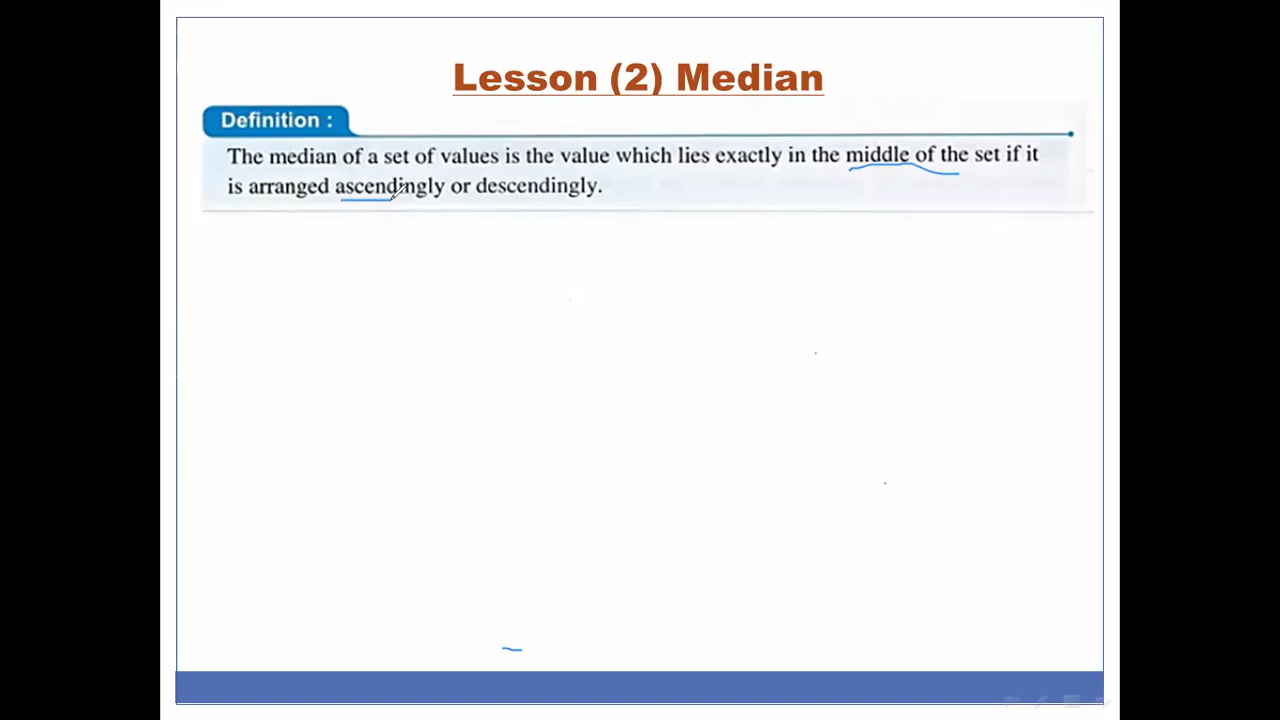 Lesson (2) Median
Definition :
The median of a set of values is the value which lies exactly in the middle of the set if it
is arranged ascendingly or descendingly.